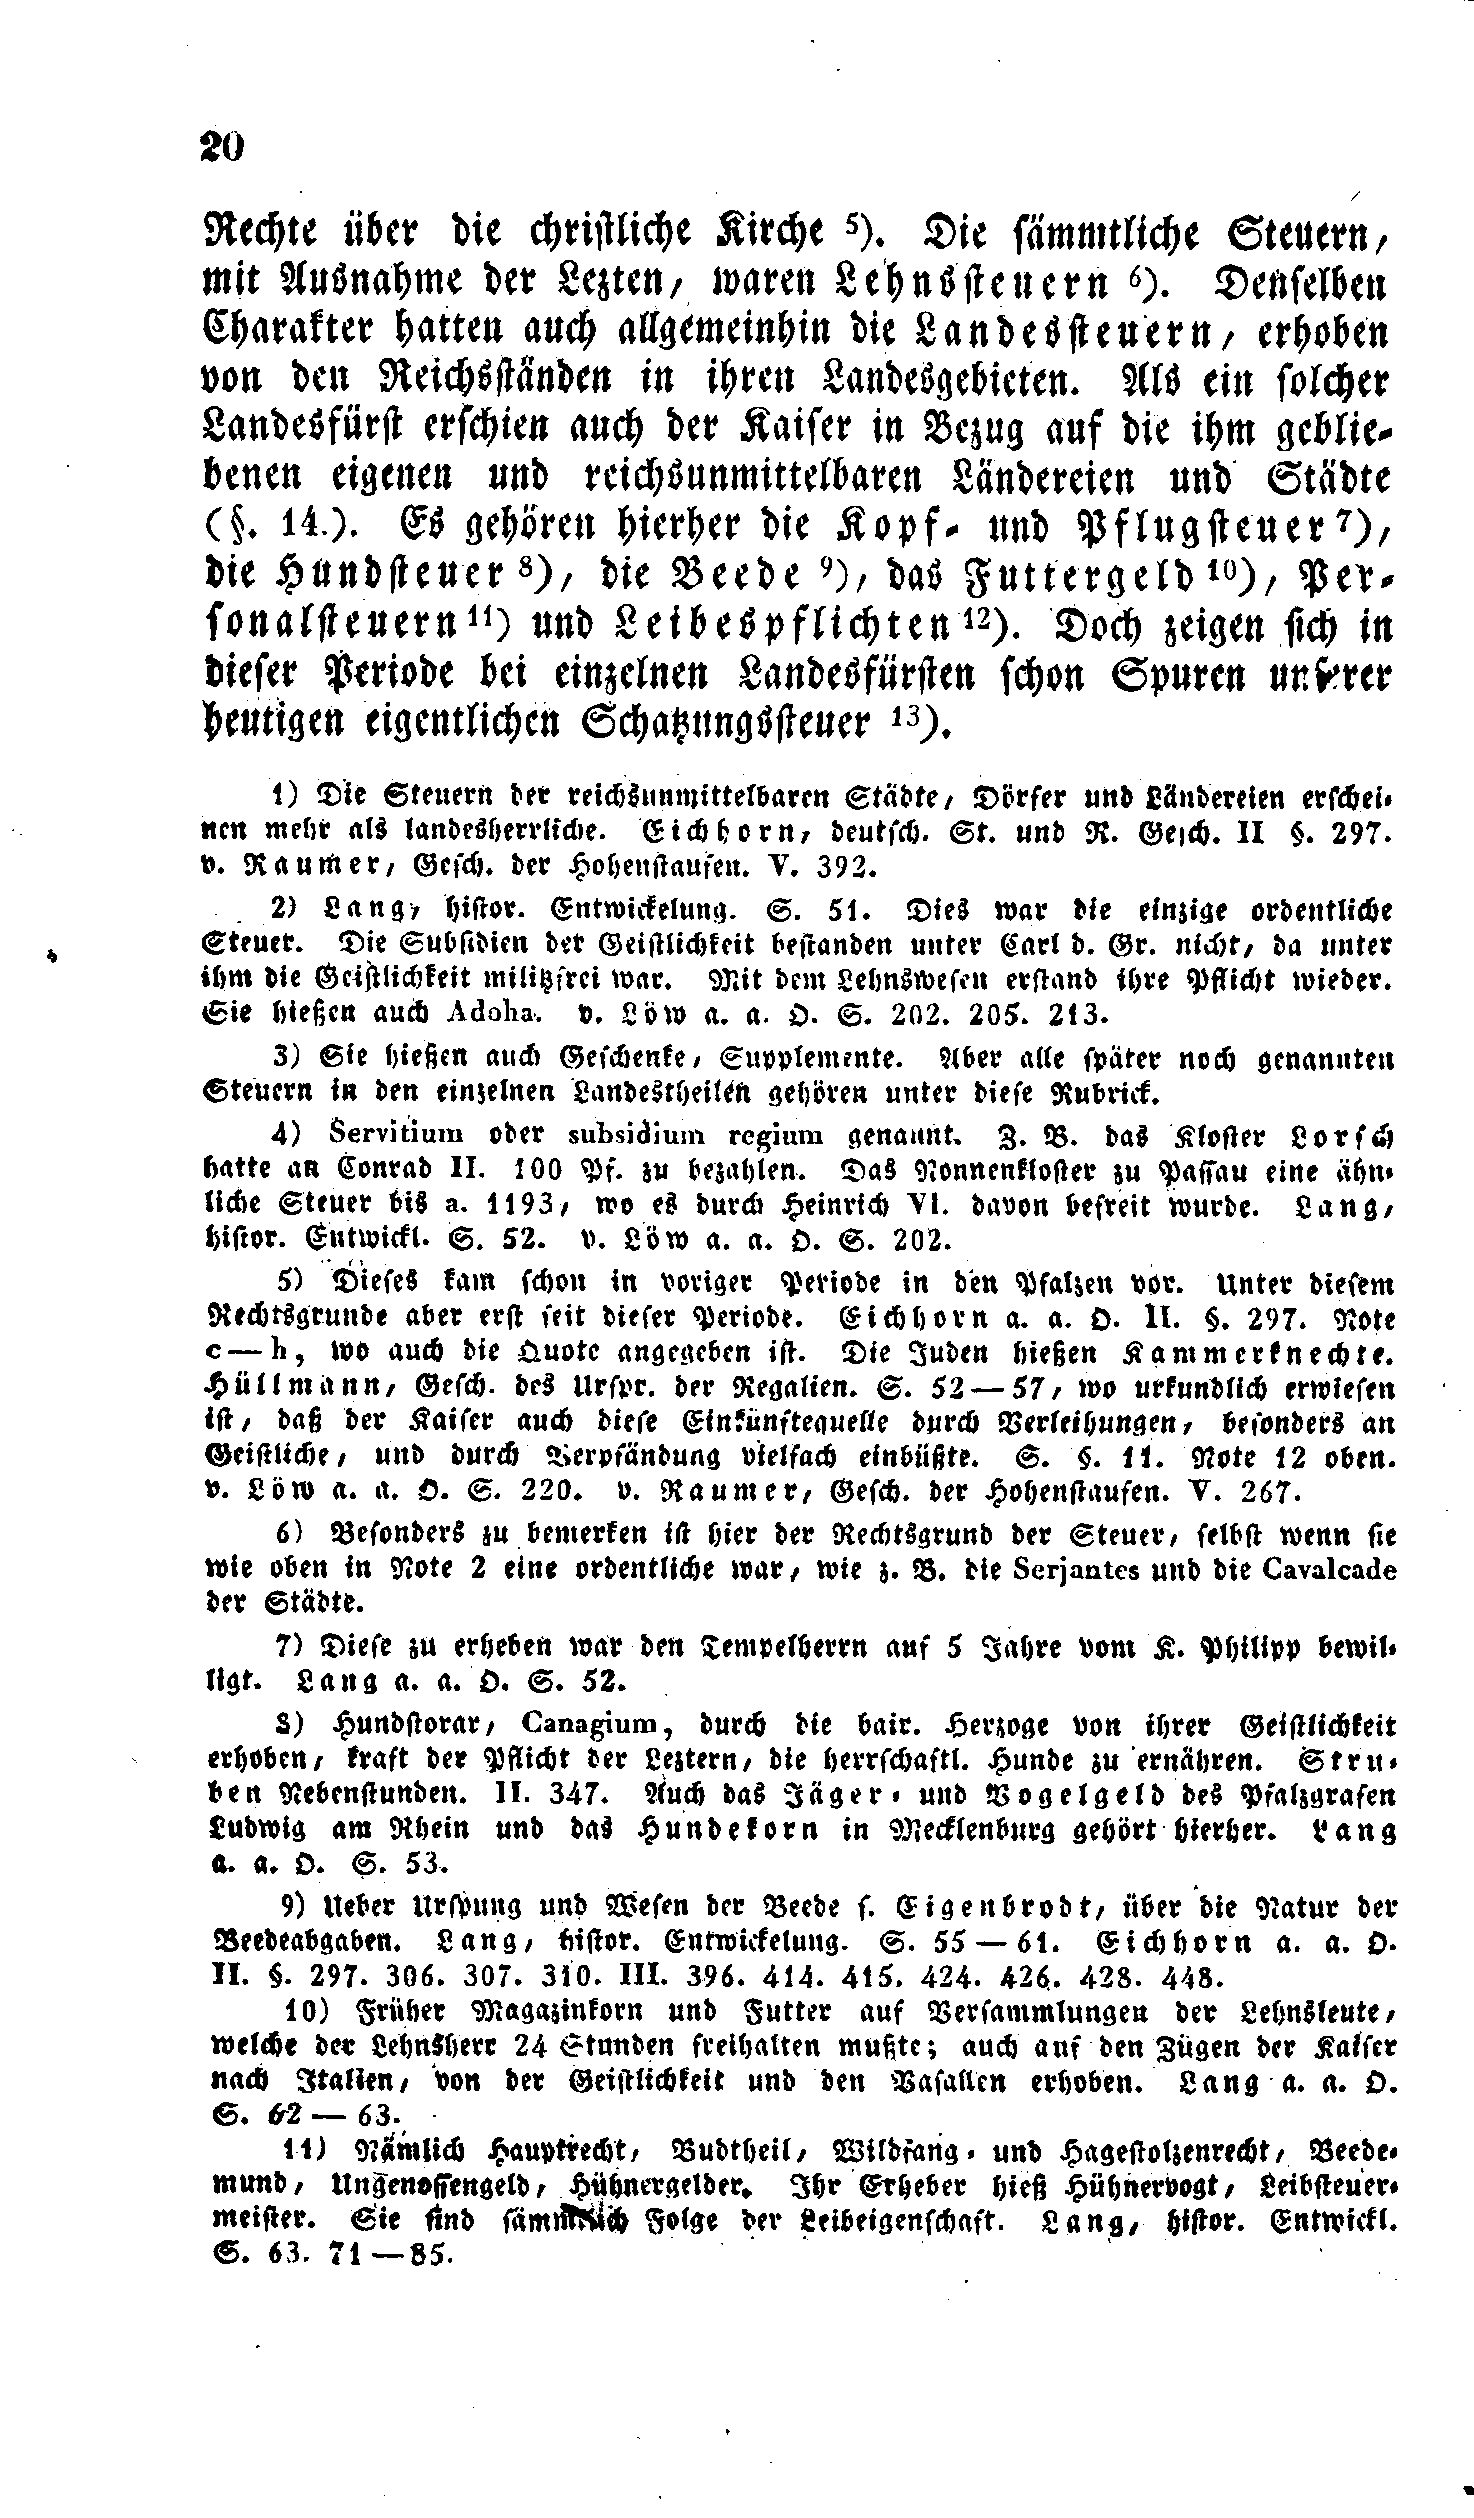 20
Rechte über die christliche Kirche 5). Die sämmtliche Steuern,
mit Ausnahme der Lezten, waren Lehnssteuern 6). Denselben
Charakter hatten auch allgemeinhin die Landessteuern, erhoben
von den Reichsständen in ihren Landesgebieten. Als ein solcher
Landesfürst erschien auch der Kaiser in Bezug auf die ihm geblie-
benen eigenen und reichsunmittelbaren Ländereien und Städte
(§. 14.). Es gehören hierher die Kopf- und Pflugsteuer 7),
die Hundsteuer 8), die Beede 9), das Futtergeld 10), Per-
sonalsteuern 11) und Leibespflichten 12). Doch zeigen sich in
dieser Periode bei einzelnen Landesfürsten schon Spuren unserer
heutigen eigentlichen Schatzungssteuer 13).
1) Die Steuern der reichsunmittelbaren Städte, Dörfer und Ländereien erschei-
nen mehr als landesherrliche. Eichhorn, deutsch. St. und R. Gesch. II §. 297.
v. Raumer, Gesch. der Hohenstaufen. V. 392.
2) Lang, histor. Entwickelung. S. 51. Dies war die einzige ordentliche
Steuer. Die Subsidien der Geistlichkeit bestanden unter Carl d. Gr. nicht, da unter
ihm die Geistlichkeit militzfrei war. Mit dem Lehnswesen erstand ihre Pflicht wieder.
Sie hießen auch Adoha. v. Löw a. a. O. S. 202. 205. 213.
3) Sie hießen auch Geschenke, Supplemente. Aber alle später noch genannten
Steuern in den einzelnen Landestheilen gehören unter diese Rubrick.
4) Servitium oder subsidium regium genannt. Z. B. das Kloster Lorsch
hatte an Conrad II. 100 Pf. zu bezahlen. Das Nonnenkloster zu Passau eine ähn-
liche Steuer bis a. 1193, wo es durch Heinrich VI. davon befreit wurde. Lang,
histor. Entwickl. S. 52. v. Löw a. a. O. S. 202.
5) Dieses kam schon in voriger Periode in den Pfalzen vor. Unter diesem
Rechtsgrunde aber erst seit dieser Periode. Eichhorn a. a. O. II. §. 297. Note
c — h, wo auch die Quote angegeben ist. Die Juden hießen Kammerknechte.
Hüllmann, Gesch. des Urspr. der Regalien. S. 52 — 57, wo urkundlich erwiesen
ist, daß der Kaiser auch diese Einkünftequelle durch Verleihungen, besonders an
Geistliche, und durch Verpfändung vielfach einbüßte. S. §. 11. Note 12 oben.
v. Löw a. a. O. S. 220. v. Raumer, Gesch. der Hohenstaufen. V. 267.
6) Besonders zu bemerken ist hier der Rechtsgrund der Steuer, selbst wenn sie
wie oben in Note 2 eine ordentliche war, wie z. B. die Serjantes und die Cavalcade
der Städte.
7) Diese zu erheben war den Tempelherrn auf 5 Jahre vom K. Philipp bewil-
ligt. Lang a. a. O. S. 52.
8) Hundstorar, Canagium, durch die bair. Herzoge von ihrer Geistlichkeit
erhoben, kraft der Pflicht der Leztern, die herrschaftl. Hunde zu ernähren. Stru-
ben Nebenstunden. II. 347. Auch das Jäger- und Vogelgeld des Pfalzgrafen
Ludwig am Rhein und das Hundekorn in Mecklenburg gehört hierher. Lang
a. a. O. S. 53.
9) Ueber Urspung und Wesen der Beede s. Eigenbrodt, über die Natur der
Beedeabgaben. Lang, histor. Entwickelung. S. 55 — 61. Eichhorn a. a. O.
II. §. 297. 306. 307. 310. III. 396. 414. 415. 424. 426. 428. 448.
10) Früher Magazinkorn und Futter auf Versammlungen der Lehnsleute,
welche der Lehnsherr 24 Stunden freihalten mußte; auch auf den Zügen der Kaiser
nach Italien, von der Geistlichkeit und den Vasallen erhoben. Lang a. a. O.
S. 62 — 63.
11) Nämlich Hauptrecht, Budtheil, Wildfang- und Hagestolzenrecht, Beede-
mund, Ungenossengeld, Hühnergelder. Ihr Erheber hieß Hühnervogt, Leibsteuer-
meister. Sie sind sämmtlich Folge der Leibeigenschaft. Lang, histor. Entwickl.
S. 63. 71 — 85.